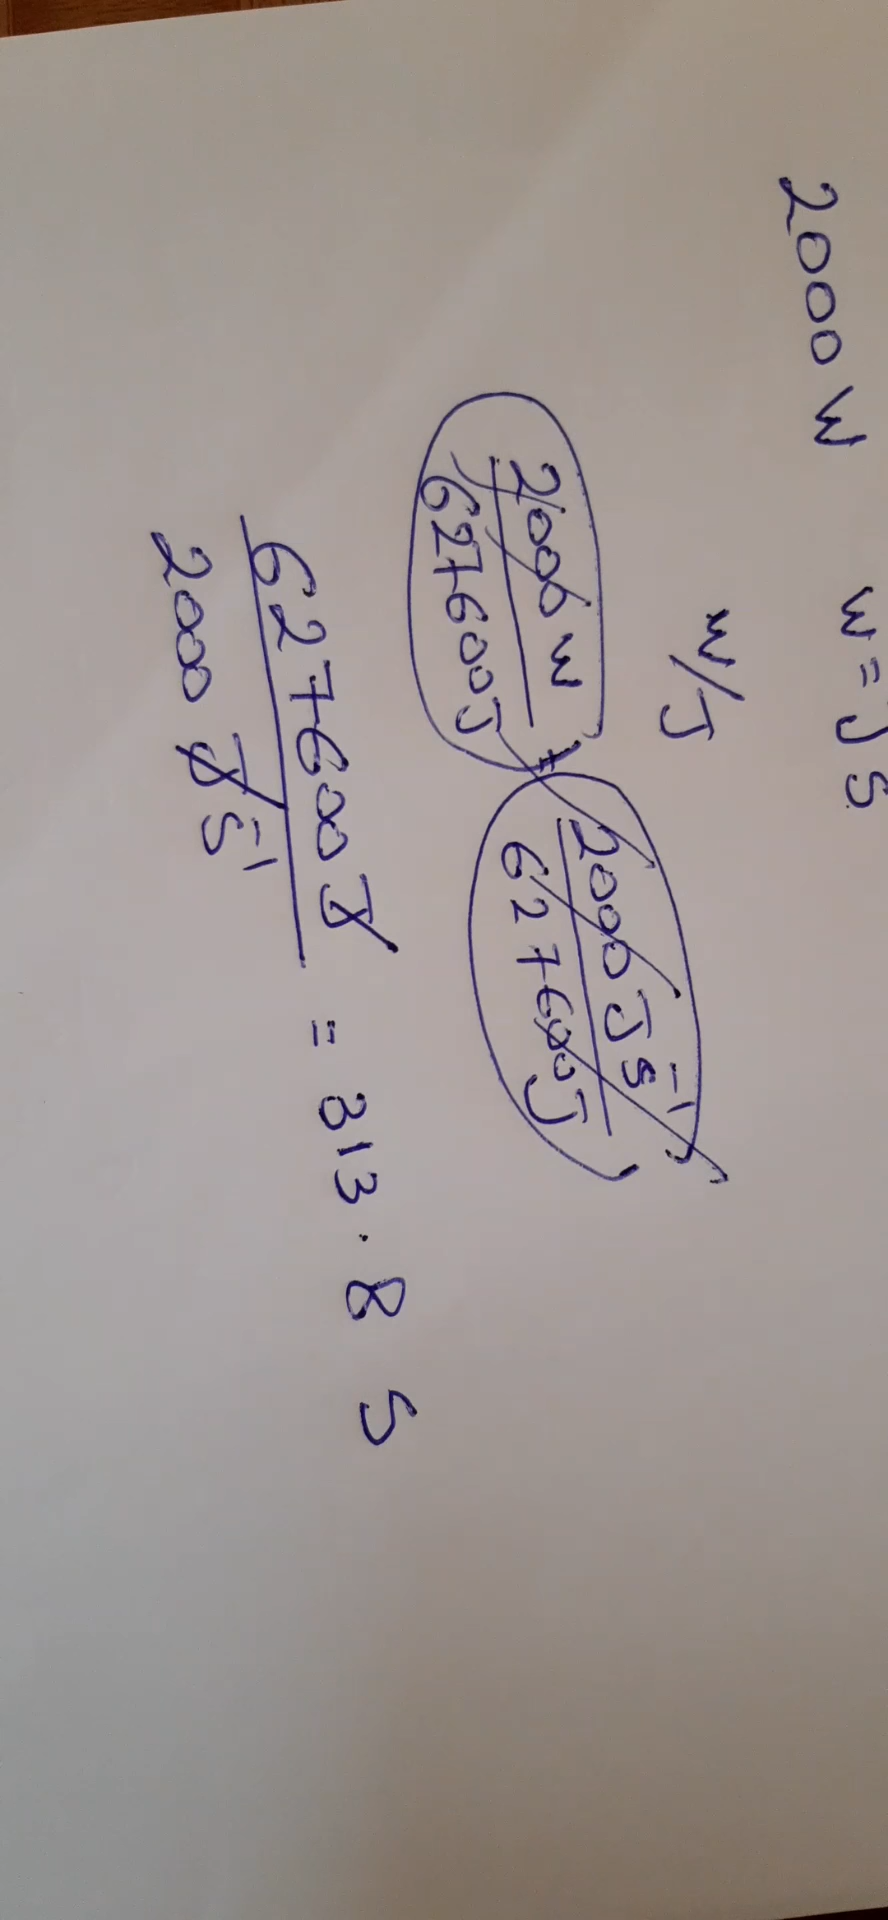 2000 W W = J S
W/J
2000 W / 627600 J = 2000 J S⁻¹ / 627600 J
627600 J / 2000 J S⁻¹ = 313.8 S